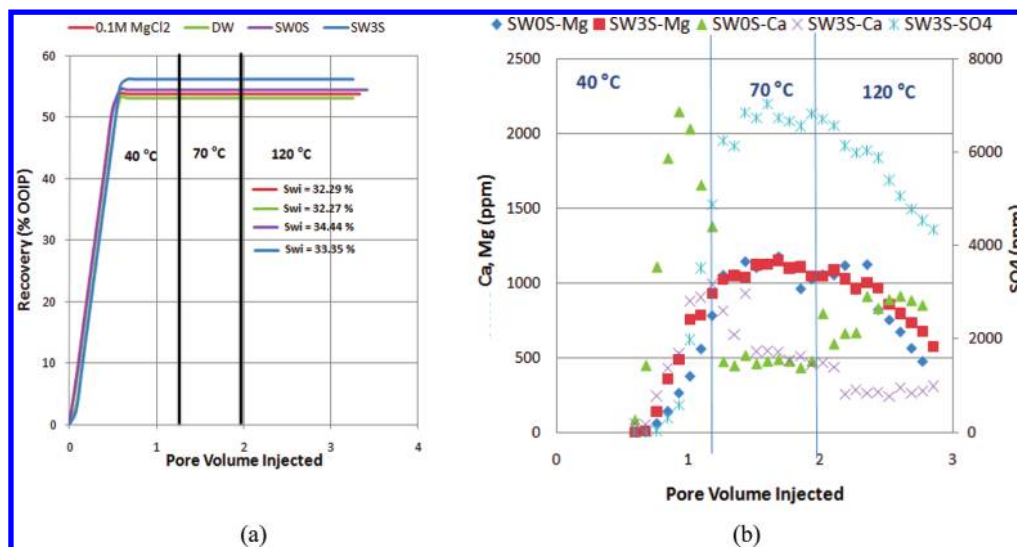 0.1M MgCl2 DW SW0S SW3S
60
50
40
30
20
10
0
0 1 2 3 4
Recovery (% OOIP)
Pore Volume Injected
40 °C 70 °C 120 °C
Swi = 32.29 %
Swi = 32.27 %
Swi = 34.44 %
Swi = 33.35 %
(a)
SW0S-Mg SW3S-Mg SW0S-Ca SW3S-Ca SW3S-SO4
2500
2000
1500
1000
500
0
Ca, Mg (ppm)
40 °C 70 °C 120 °C
8000
6000
4000
2000
0
SO4 (ppm)
0 1 2 3
Pore Volume Injected
(b)